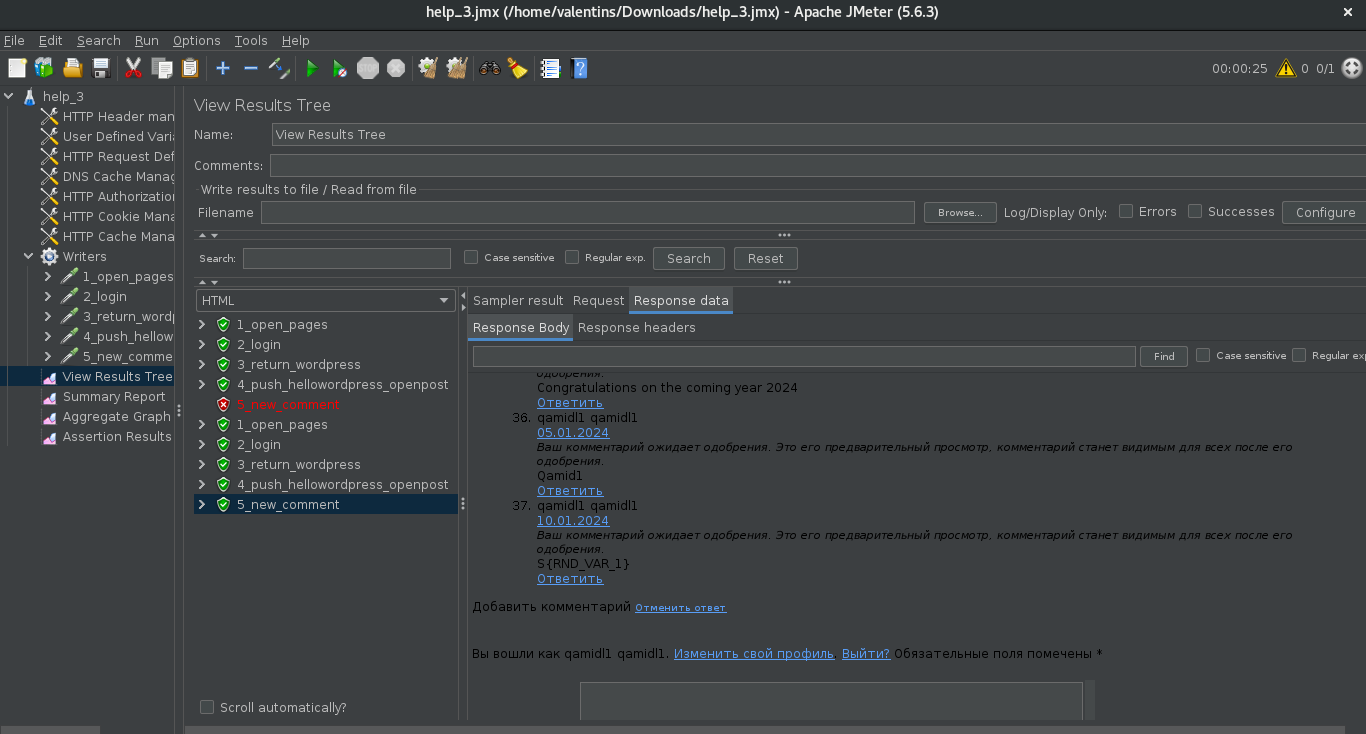 help_3.jmx (/home/valentins/Downloads/help_3.jmx) - Apache JMeter (5.6.3)
File Edit Search Run Options Tools Help
00:00:25 0 0/1
help_3
HTTP Header man
User Defined Varia
HTTP Request Def
DNS Cache Manag
HTTP Authorization
HTTP Cookie Mana
HTTP Cache Mana
Writers
1_open_pages
2_login
3_return_wordp
4_push_hellow
5_new_comme
View Results Tree
Summary Report
Aggregate Graph
Assertion Results
View Results Tree
Name: View Results Tree
Comments:
Write results to file / Read from file
Filename Browse... Log/Display Only: Errors Successes Configure
Search: Case sensitive Regular exp. Search Reset
HTML
1_open_pages
2_login
3_return_wordpress
4_push_hellowordpress_openpost
5_new_comment
1_open_pages
2_login
3_return_wordpress
4_push_hellowordpress_openpost
5_new_comment
Scroll automatically?
Sampler result Request Response data
Response Body Response headers
Find Case sensitive Regular exp
одобрения.
Congratulations on the coming year 2024
Ответить
36. qamidl1 qamidl1
05.01.2024
Ваш комментарий ожидает одобрения. Это его предварительный просмотр, комментарий станет видимым для всех после его
одобрения.
Qamid1
Ответить
37. qamidl1 qamidl1
10.01.2024
Ваш комментарий ожидает одобрения. Это его предварительный просмотр, комментарий станет видимым для всех после его
одобрения.
S{RND_VAR_1}
Ответить
Добавить комментарий Отменить ответ
Вы вошли как qamidl1 qamidl1. Изменить свой профиль. Выйти? Обязательные поля помечены *